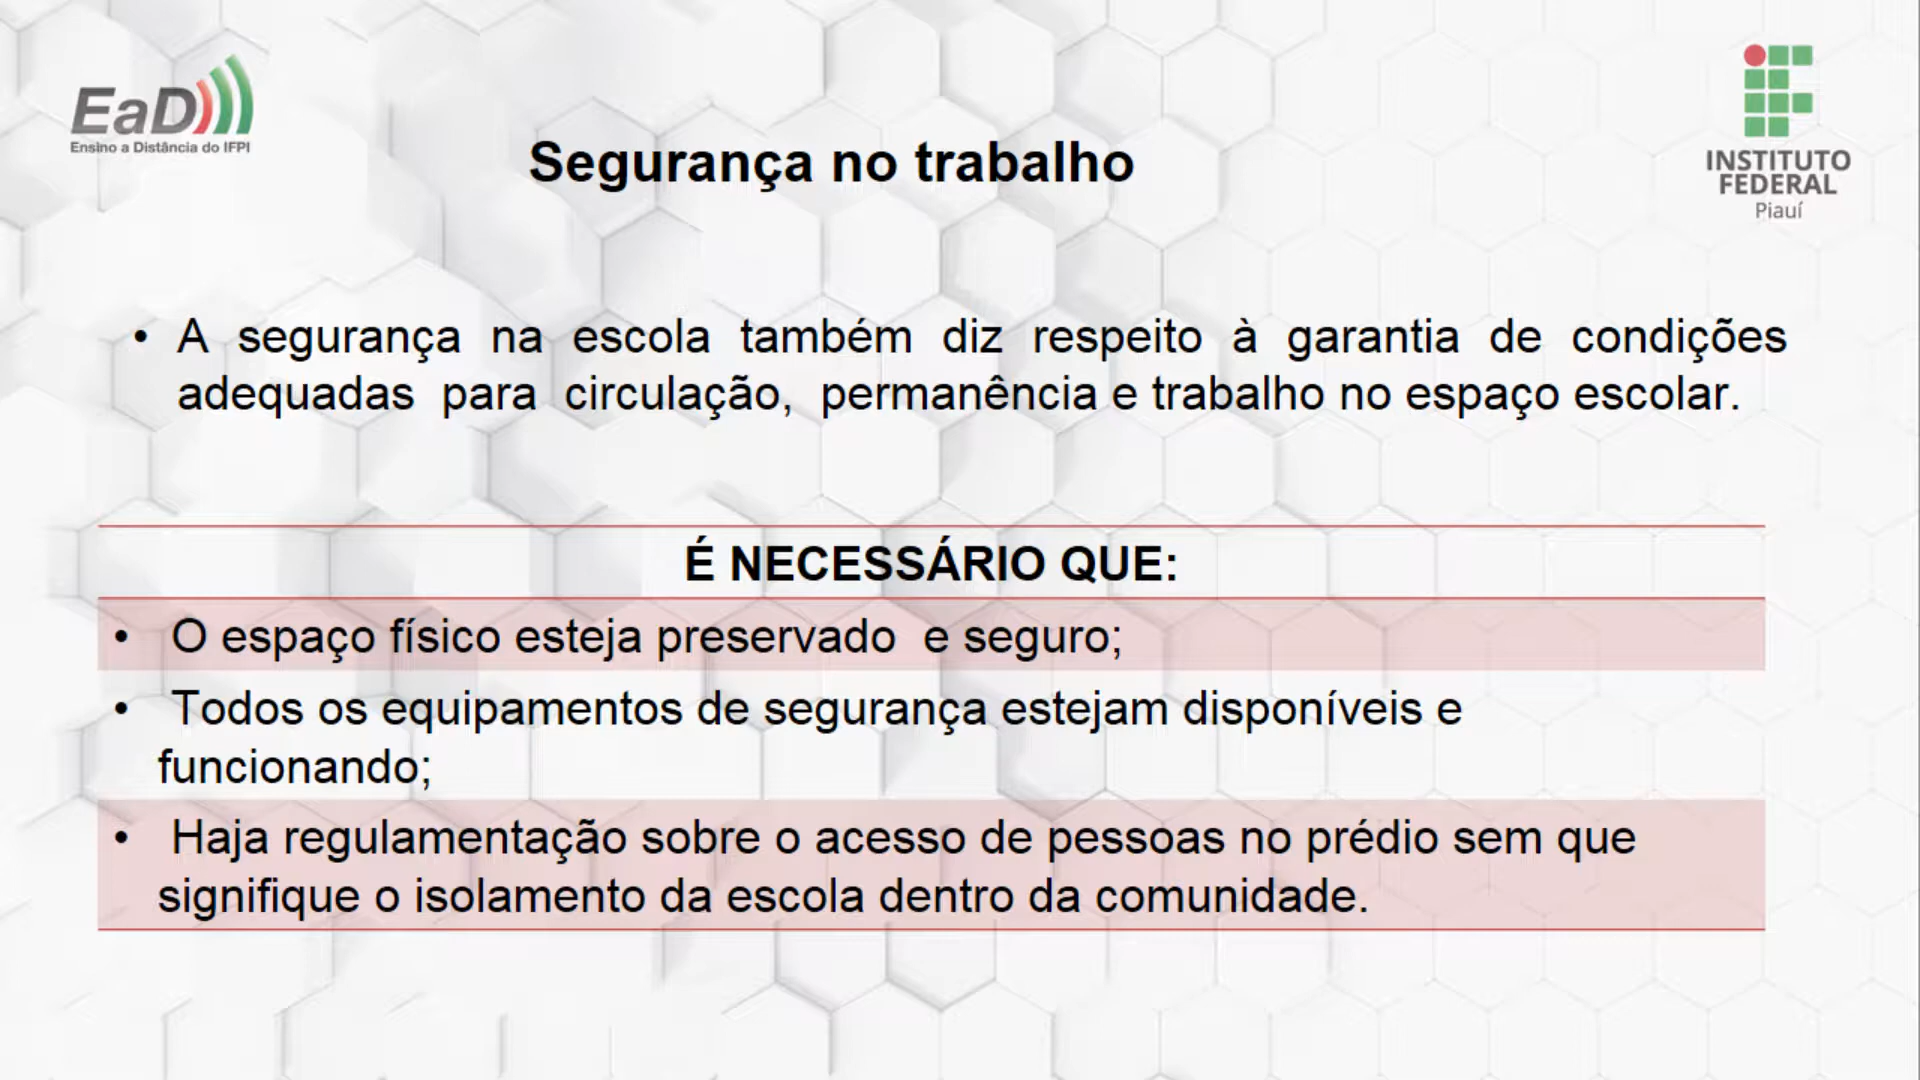 EaD
Ensino a Distância do IFPI
INSTITUTO
FEDERAL
Piauí
Segurança no trabalho
• A segurança na escola também diz respeito à garantia de condições
adequadas para circulação, permanência e trabalho no espaço escolar.
É NECESSÁRIO QUE:
• O espaço físico esteja preservado e seguro;
• Todos os equipamentos de segurança estejam disponíveis e
funcionando;
• Haja regulamentação sobre o acesso de pessoas no prédio sem que
signifique o isolamento da escola dentro da comunidade.